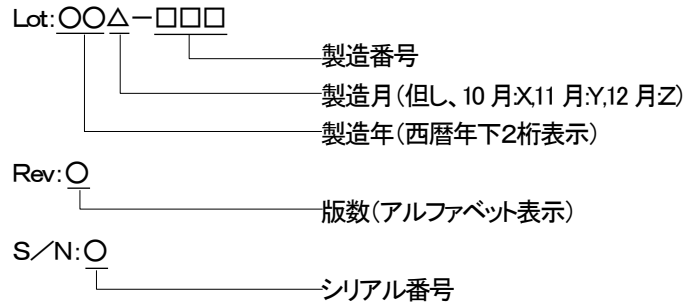 Lot:○○△－□□□
製造番号
製造月(但し、10月:X,11月:Y,12月:Z)
製造年(西暦年下2桁表示)
Rev:○
版数(アルファベット表示)
S／N:○
シリアル番号